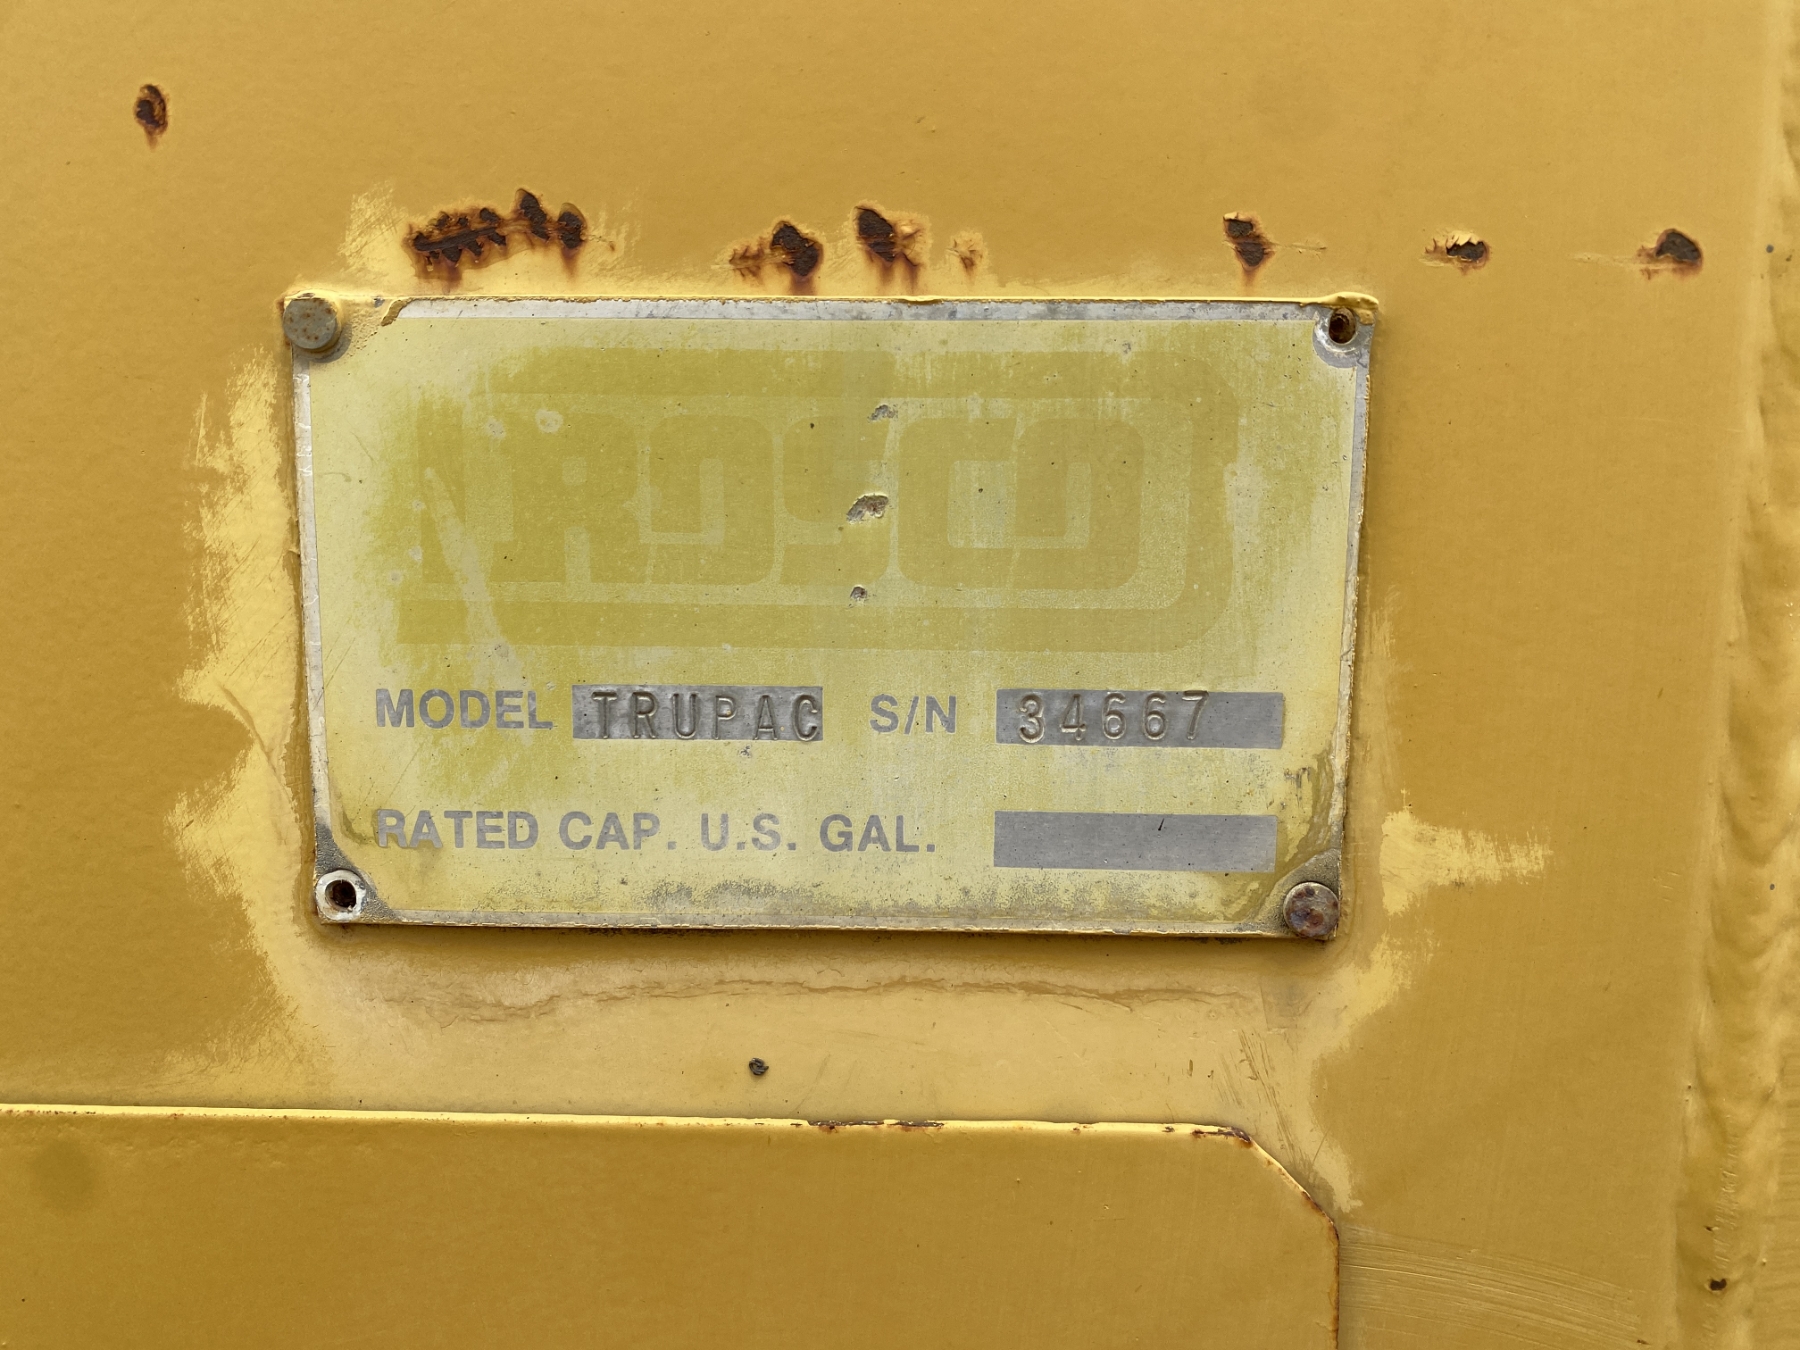 ROSCO
MODEL TRUPAC S/N 34667
RATED CAP. U.S. GAL.